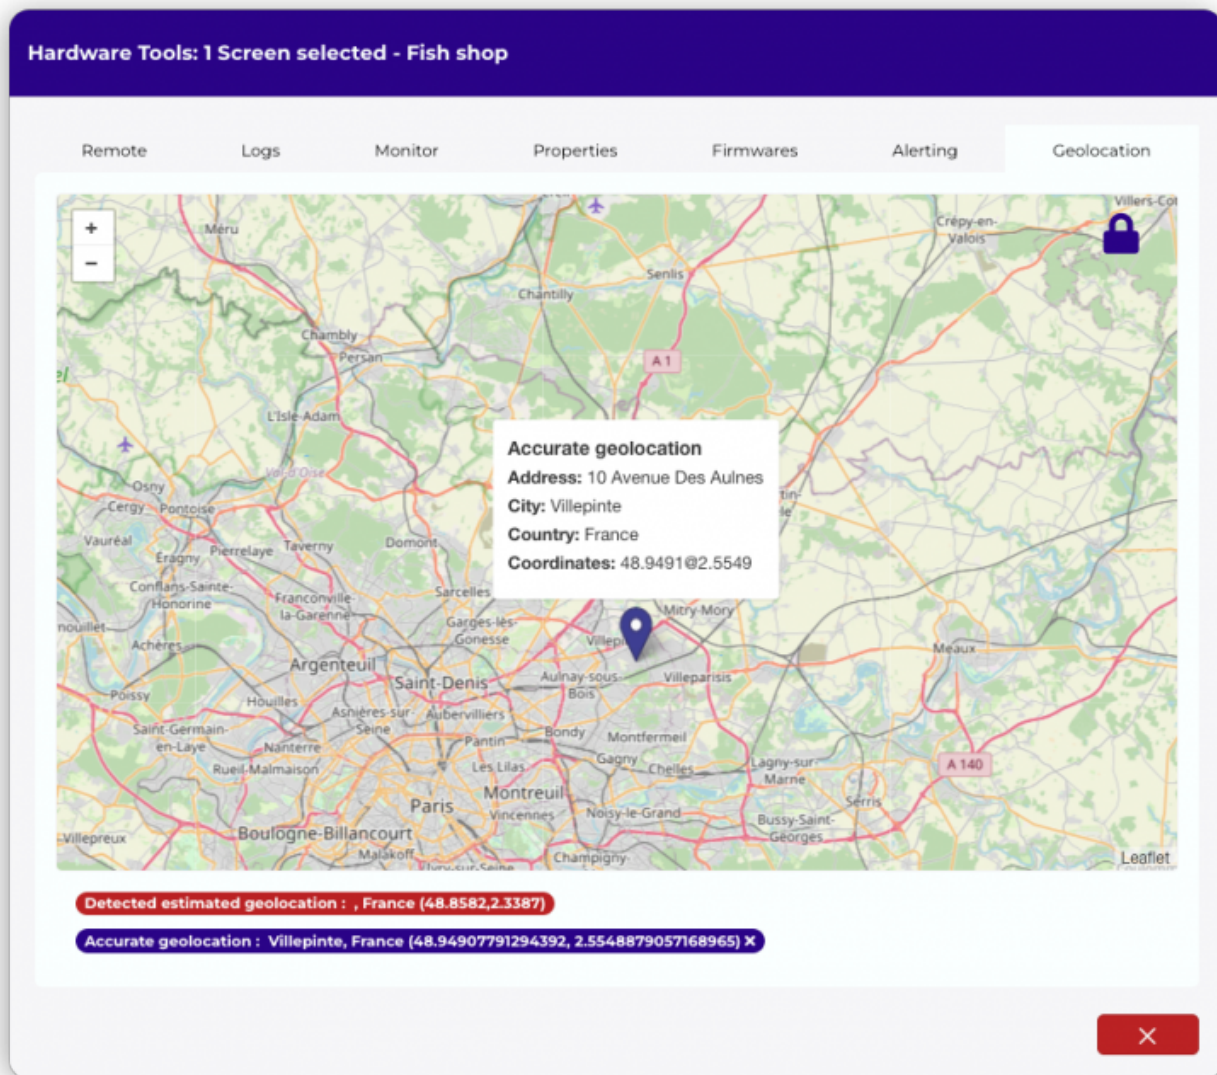 Hardware Tools: 1 Screen selected - Fish shop
Remote Logs Monitor Properties Firmwares Alerting Geolocation
+
−
Méru
Crépy-en-
Valois
Senlis
Chantilly
Chambly
Persan
A 1
L'Isle-Adam
Val-d'Oise
Accurate geolocation
Address: 10 Avenue Des Aulnes
City: Villepinte
Country: France
Coordinates: 48.9491@2.5549
Osny
Cergy Pontoise
Vauréal
Éragny
Pierrelaye
Taverny
Domont
Conflans-Sainte-
Honorine
Franconville-
la-Garenne
Sarcelles
Garges-lès-
Gonesse
Mitry-Mory
Achères
Argenteuil
Saint-Denis
Aulnay-sous-
Bois
Villeparisis
Meaux
Poissy
Houilles
Asnières-sur-
Seine
Aubervilliers
Saint-Germain-
en-Laye
Nanterre
Pantin
Bondy
Montfermeil
Rueil-Malmaison
Les Lilas
Gagny
Chelles
Lagny-sur-
Marne
A 140
Paris
Montreuil
Vincennes
Noisy-le-Grand
Serris
Bussy-Saint-
Georges
Villepreux
Boulogne-Billancourt
Malakoff
Ivry-sur-Seine
Champigny-
Leaflet
Detected estimated geolocation : , France (48.8582,2.3387)
Accurate geolocation : Villepinte, France (48.94907791294392, 2.5548879057168965) ×
×